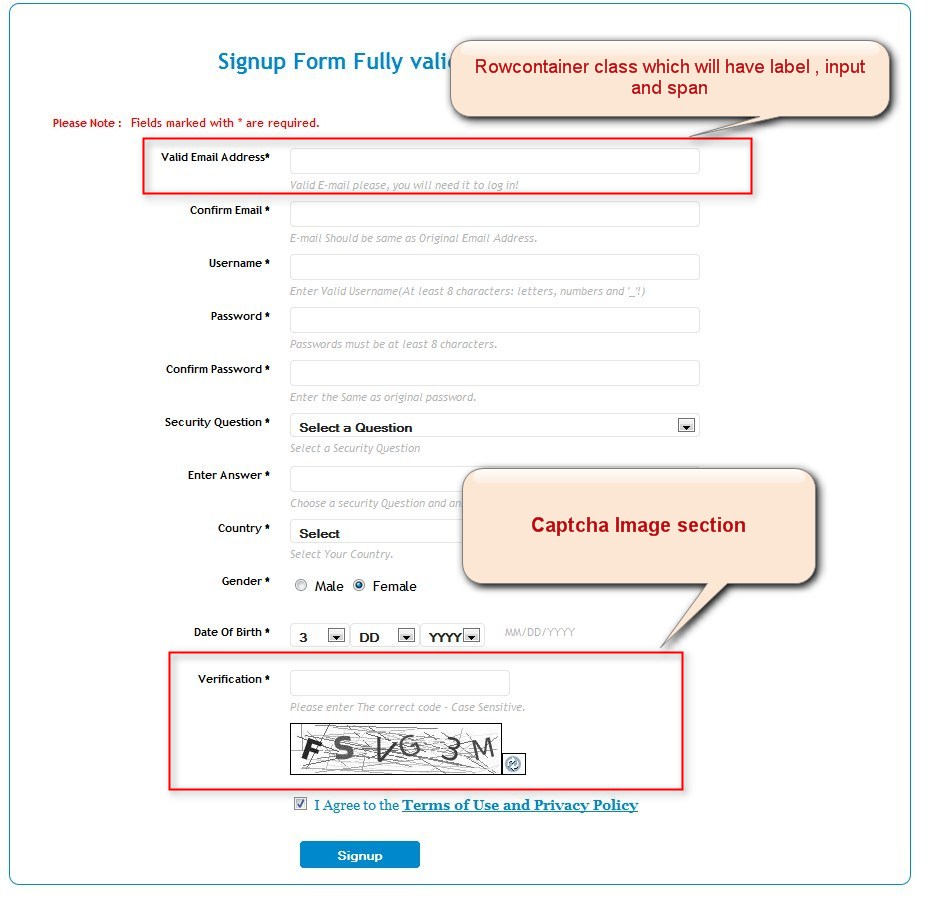 Signup Form Fully vali
Rowcontainer class which will have label , input
and span
Please Note : Fields marked with * are required.
Valid Email Address*
Valid E-mail please, you will need it to log in!
Confirm Email *
E-mail Should be same as Original Email Address.
Username *
Enter Valid Username(At least 8 characters: letters, numbers and '_'!)
Password *
Passwords must be at least 8 characters.
Confirm Password *
Enter the Same as original password.
Security Question *
Select a Question
Select a Security Question
Enter Answer *
Choose a security Question and an
Captcha Image section
Country *
Select
Select Your Country.
Gender *
Male Female
Date Of Birth *
3 DD YYYY MM/DD/YYYY
Verification *
Please enter The correct code - Case Sensitive.
F S V G 3 M
I Agree to the Terms of Use and Privacy Policy
Signup